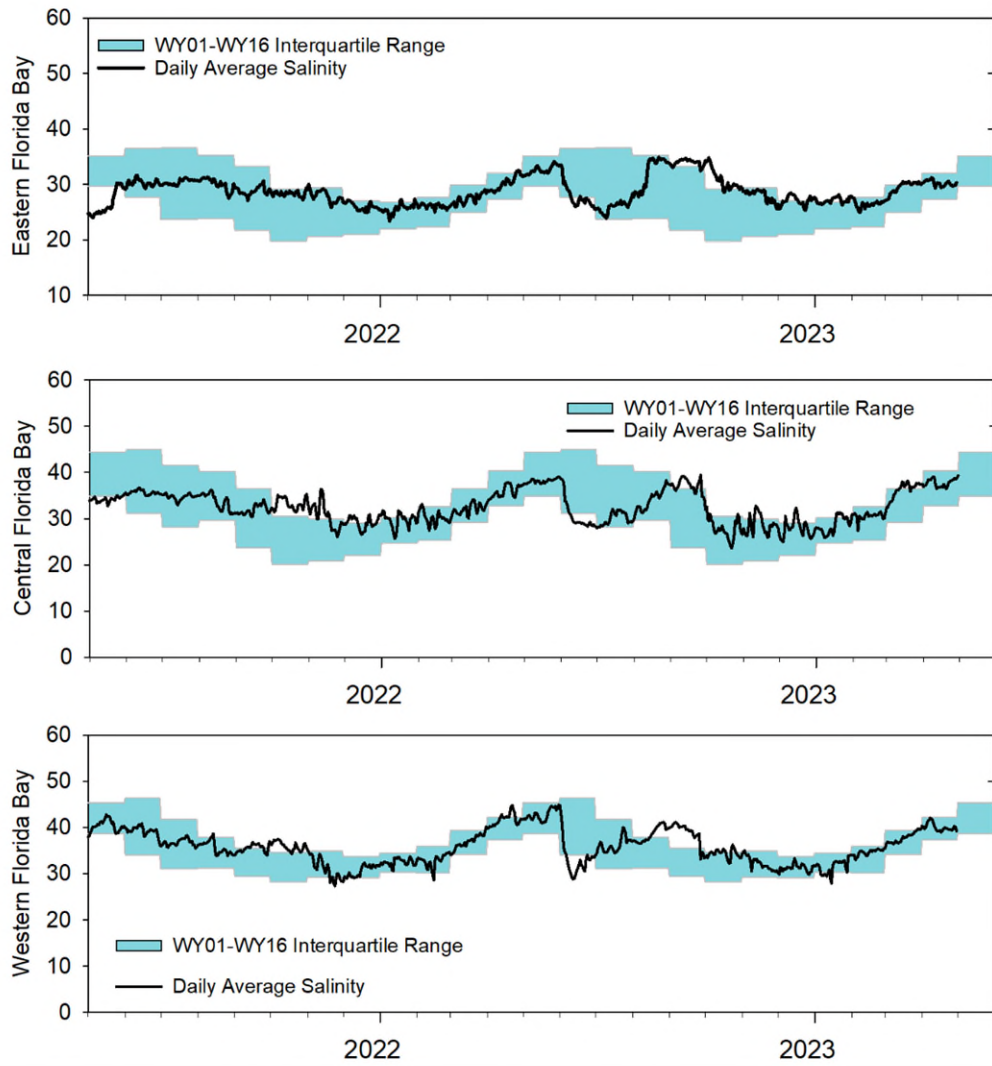 60
WY01-WY16 Interquartile Range
50
Daily Average Salinity
40
30
20
10
Eastern Florida Bay
2022 2023
60
50
WY01-WY16 Interquartile Range
Daily Average Salinity
40
30
20
10
0
Central Florida Bay
2022 2023
60
50
40
30
20
WY01-WY16 Interquartile Range
10
Daily Average Salinity
0
Western Florida Bay
2022 2023